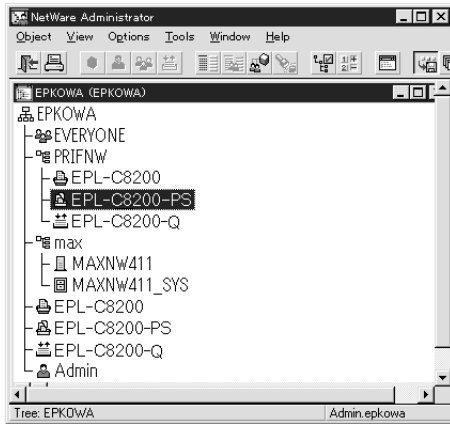 NetWare Administrator
Object View Options Tools Window Help
EPKOWA (EPKOWA)
EPKOWA
EVERYONE
PRIFNW
EPL-C8200
EPL-C8200-PS
EPL-C8200-Q
max
MAXNW411
MAXNW411_SYS
EPL-C8200
EPL-C8200-PS
EPL-C8200-Q
Admin
Tree: EPKOWA Admin.epkowa